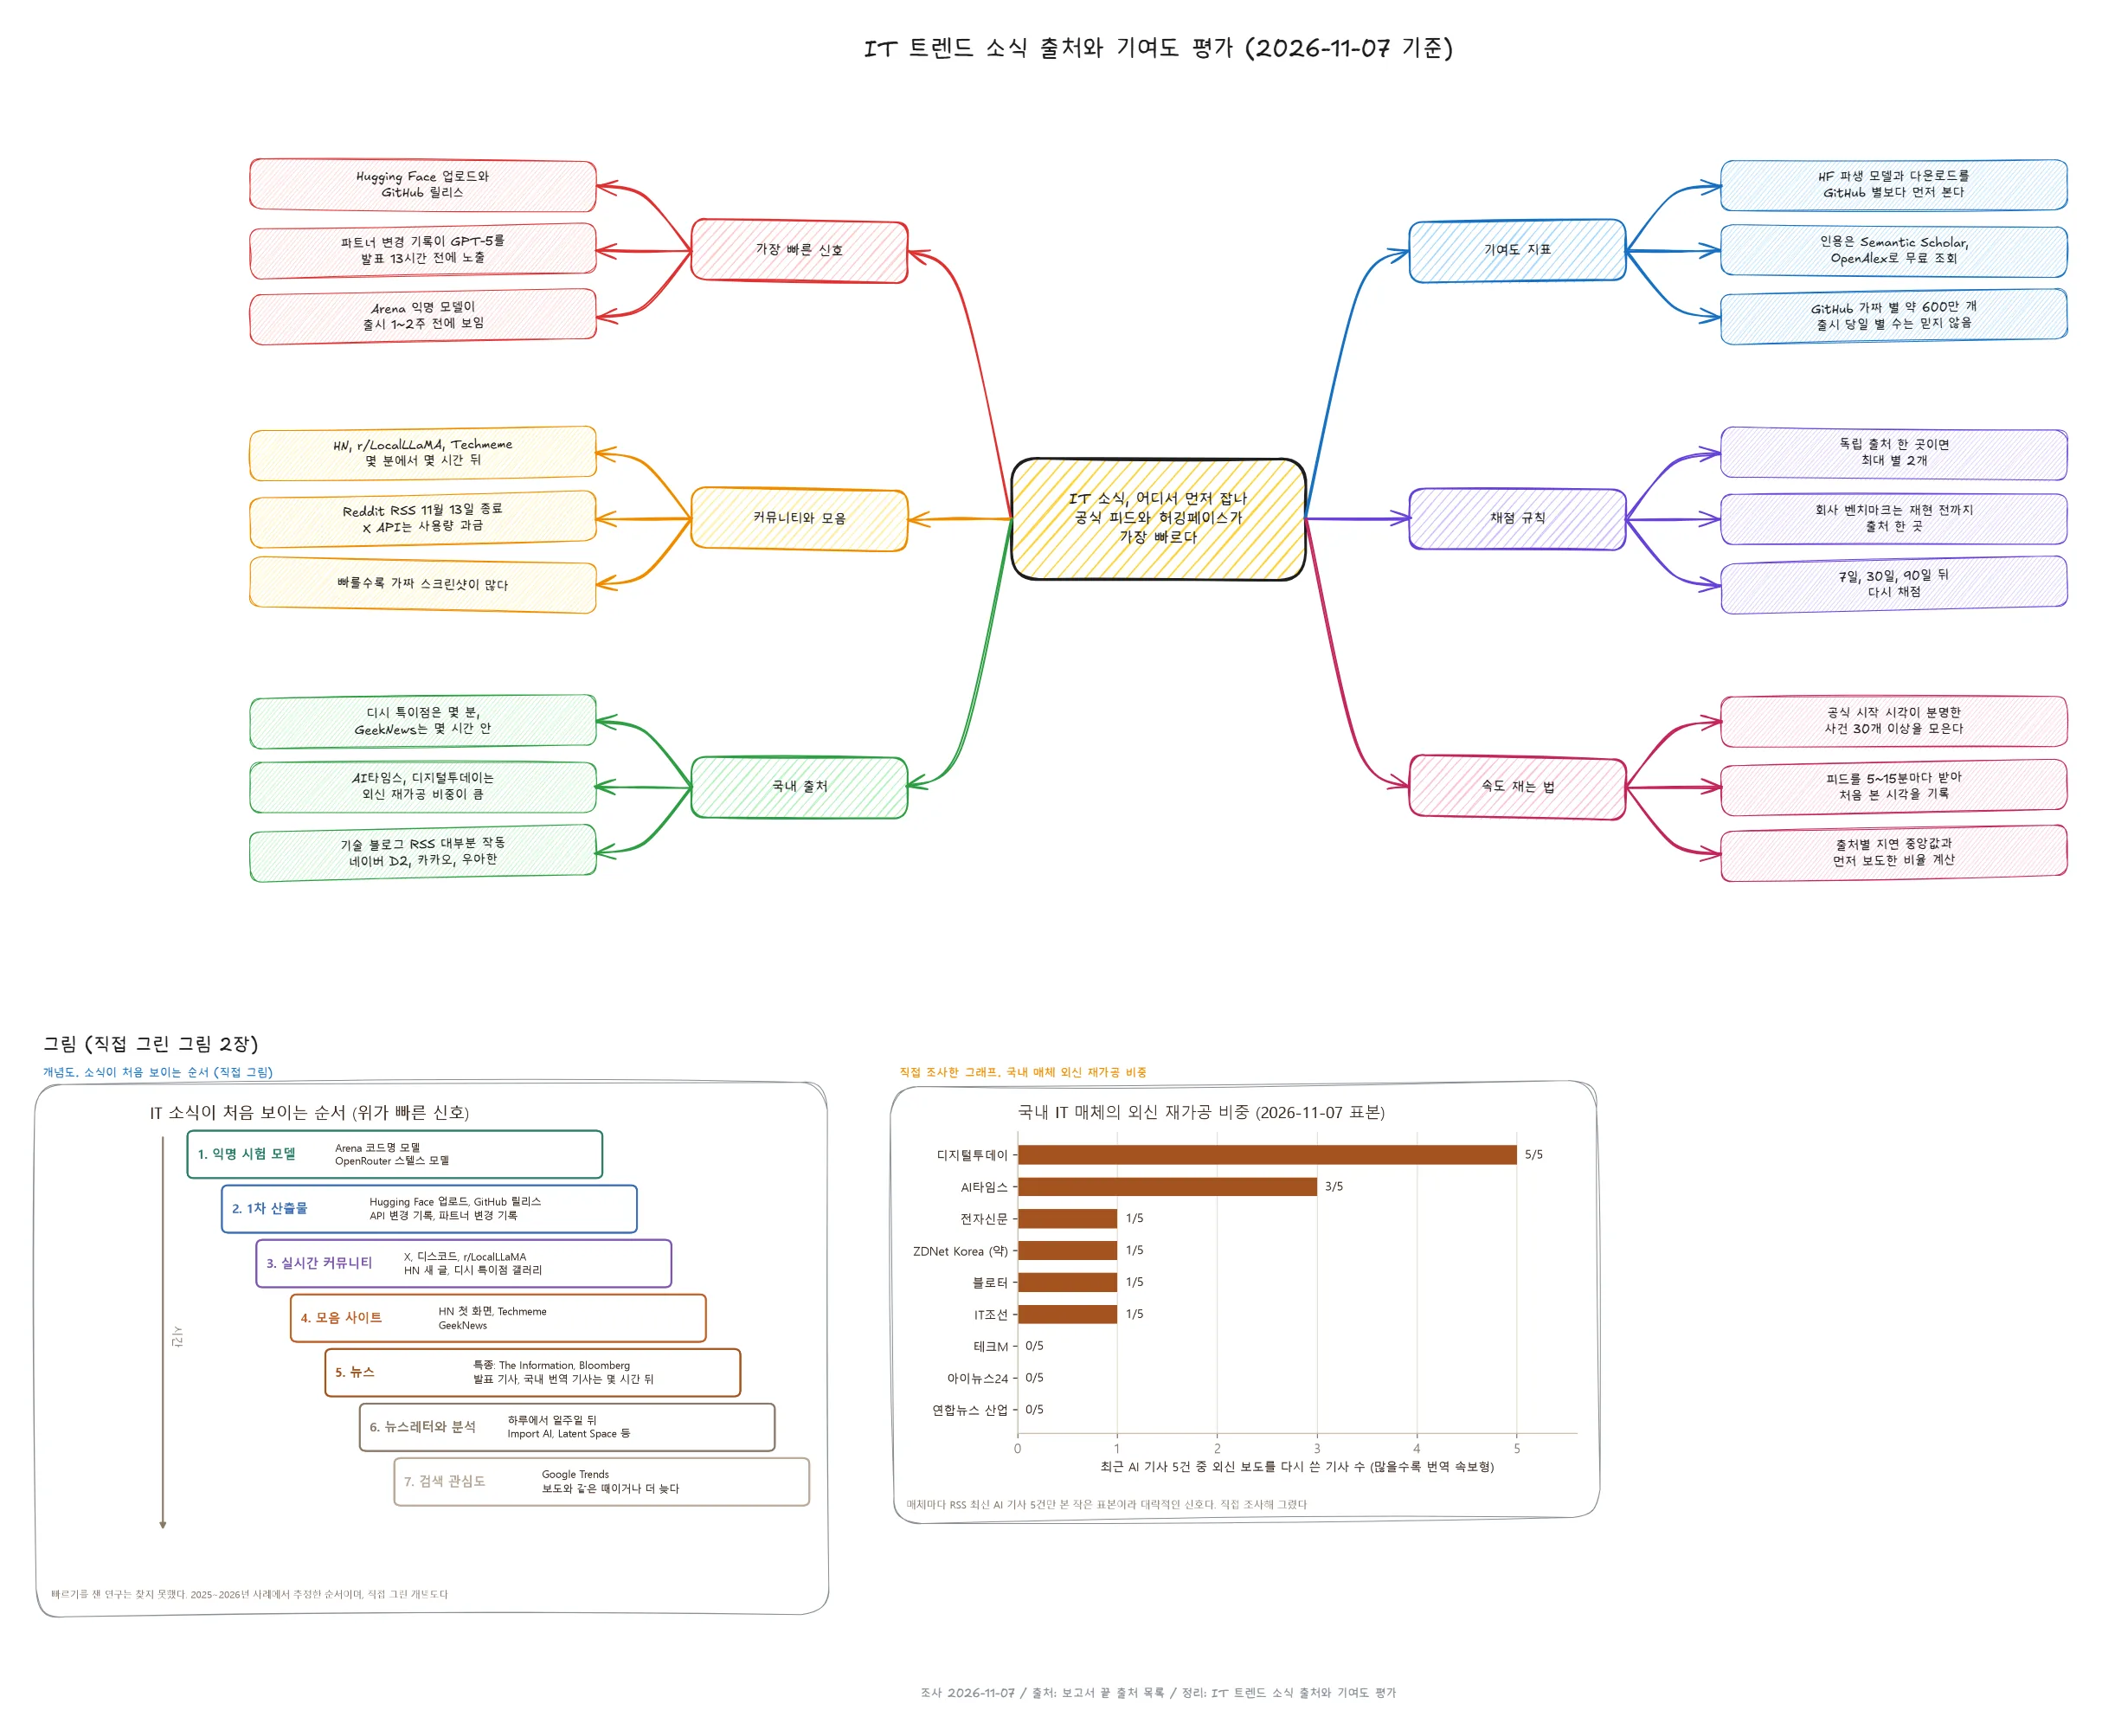 IT 트렌드 소식 출처와 기여도 평가 (2026-11-07 기준)
Hugging Face 업로드와
GitHub 릴리스
파트너 변경 기록이 GPT-5를
발표 13시간 전에 노출
Arena 익명 모델이
출시 1~2주 전에 보임
가장 빠른 신호
HN, r/LocalLLaMA, Techmeme
몇 분에서 몇 시간 뒤
Reddit RSS 11월 13일 종료
X API는 사용량 과금
빠를수록 가짜 스크린샷이 많다
커뮤니티와 모음
디시 특이점은 몇 분,
GeekNews는 몇 시간 안
AI타임스, 디지털투데이는
외신 재가공 비중이 큼
기술 블로그 RSS 대부분 작동
네이버 D2, 카카오, 우아한
국내 출처
IT 소식, 어디서 먼저 잡나
공식 피드와 허깅페이스가
가장 빠르다
기여도 지표
HF 파생 모델과 다운로드를
GitHub 별보다 먼저 본다
인용은 Semantic Scholar,
OpenAlex로 무료 조회
GitHub 가짜 별 약 600만 개
출시 당일 별 수는 믿지 않음
채점 규칙
독립 출처 한 곳이면
최대 별 2개
회사 벤치마크는 재현 전까지
출처 한 곳
7일, 30일, 90일 뒤
다시 채점
속도 재는 법
공식 시작 시각이 분명한
사건 30개 이상을 모은다
피드를 5~15분마다 받아
처음 본 시각을 기록
출처별 지연 중앙값과
먼저 보도한 비율 계산
그림 (직접 그린 그림 2장)
개념도. 소식이 처음 보이는 순서 (직접 그림)
IT 소식이 처음 보이는 순서 (위가 빠른 신호)
시간
1. 익명 시험 모델
Arena 코드명 모델
OpenRouter 스텔스 모델
2. 1차 산출물
Hugging Face 업로드, GitHub 릴리스
API 변경 기록, 파트너 변경 기록
3. 실시간 커뮤니티
X, 디스코드, r/LocalLLaMA
HN 새 글, 디시 특이점 갤러리
4. 모음 사이트
HN 첫 화면, Techmeme
GeekNews
5. 뉴스
특종: The Information, Bloomberg
발표 기사, 국내 번역 기사는 몇 시간 뒤
6. 뉴스레터와 분석
하루에서 일주일 뒤
Import AI, Latent Space 등
7. 검색 관심도
Google Trends
보도와 같은 때이거나 더 늦다
빠르기를 잰 연구는 찾지 못했다. 2025~2026년 사례에서 추정한 순서이며, 직접 그린 개념도다
직접 조사한 그래프. 국내 매체 외신 재가공 비중
국내 IT 매체의 외신 재가공 비중 (2026-11-07 표본)
디지털투데이 5/5
AI타임스 3/5
전자신문 1/5
ZDNet Korea (약) 1/5
블로터 1/5
IT조선 1/5
테크M 0/5
아이뉴스24 0/5
연합뉴스 산업 0/5
0 1 2 3 4 5
최근 AI 기사 5건 중 외신 보도를 다시 쓴 기사 수 (많을수록 번역 속보형)
매체마다 RSS 최신 AI 기사 5건만 본 작은 표본이라 대략적인 신호다. 직접 조사해 그렸다
조사 2026-11-07 / 출처: 보고서 끝 출처 목록 / 정리: IT 트렌드 소식 출처와 기여도 평가